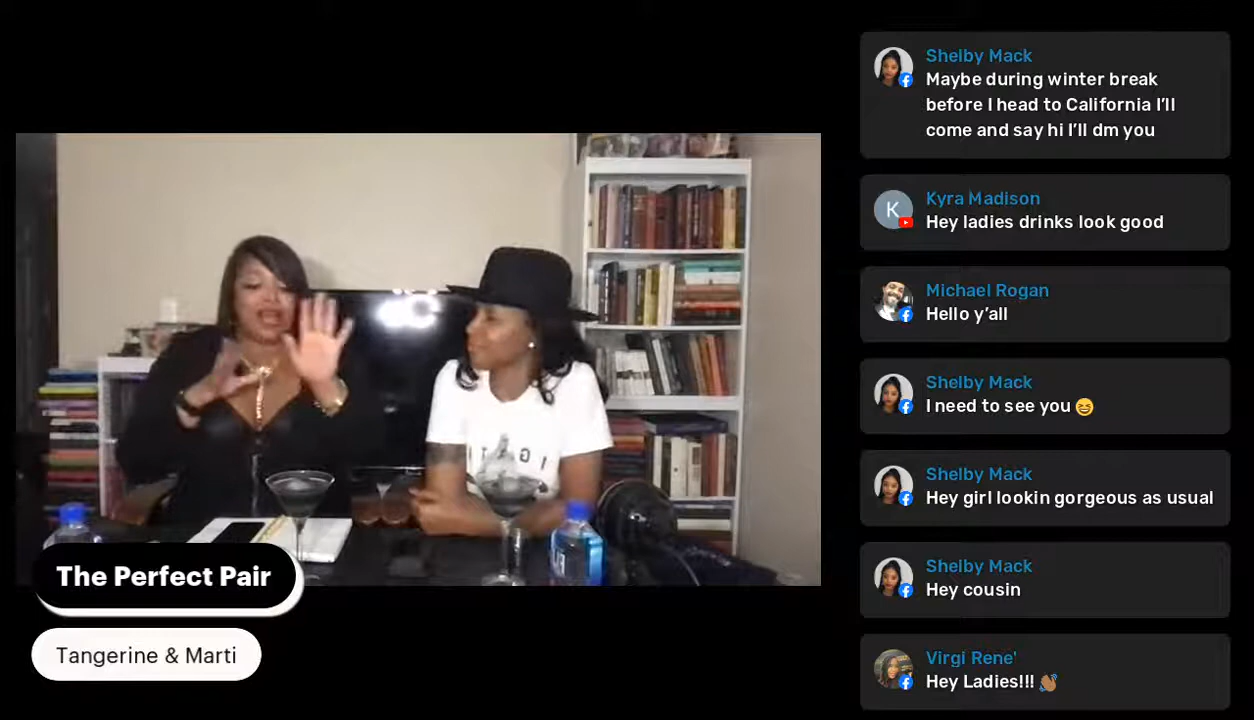 Shelby Mack
Maybe during winter break
before I head to California I'll
come and say hi I'll dm you
K
Kyra Madison
Hey ladies drinks look good
Michael Rogan
Hello y'all
Shelby Mack
I need to see you 😆
Shelby Mack
Hey girl lookin gorgeous as usual
Shelby Mack
Hey cousin
Virgi Rene'
Hey Ladies!!! 👋🏾
The Perfect Pair
Tangerine & Marti